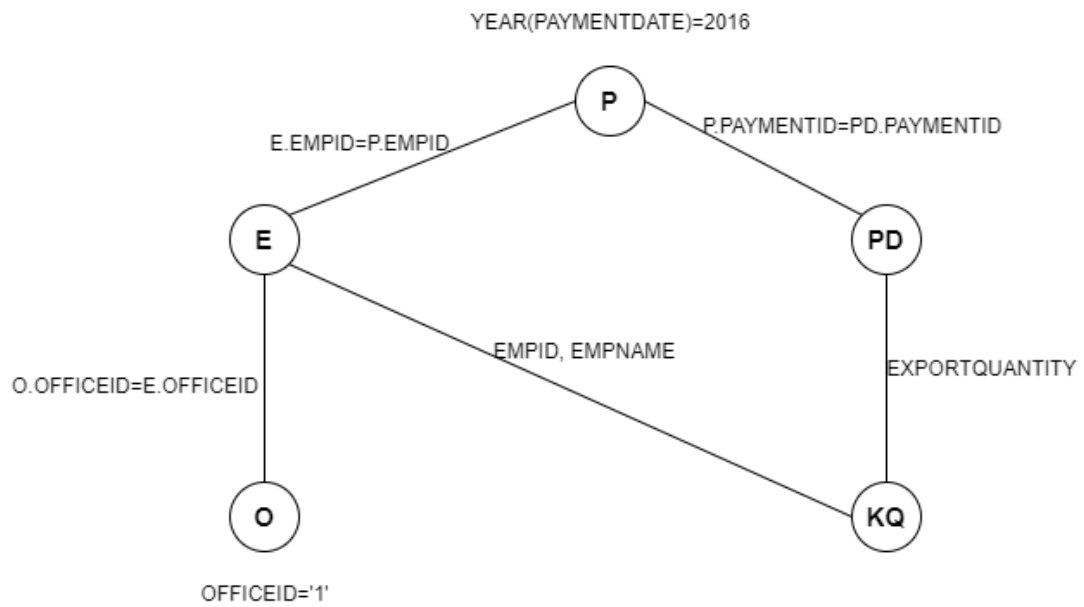 YEAR(PAYMENTDATE)=2016
P
P.PAYMENTID=PD.PAYMENTID
E.EMPID=P.EMPID
E
PD
EMPID, EMPNAME
EXPORTQUANTITY
O.OFFICEID=E.OFFICEID
O
KQ
OFFICEID='1'